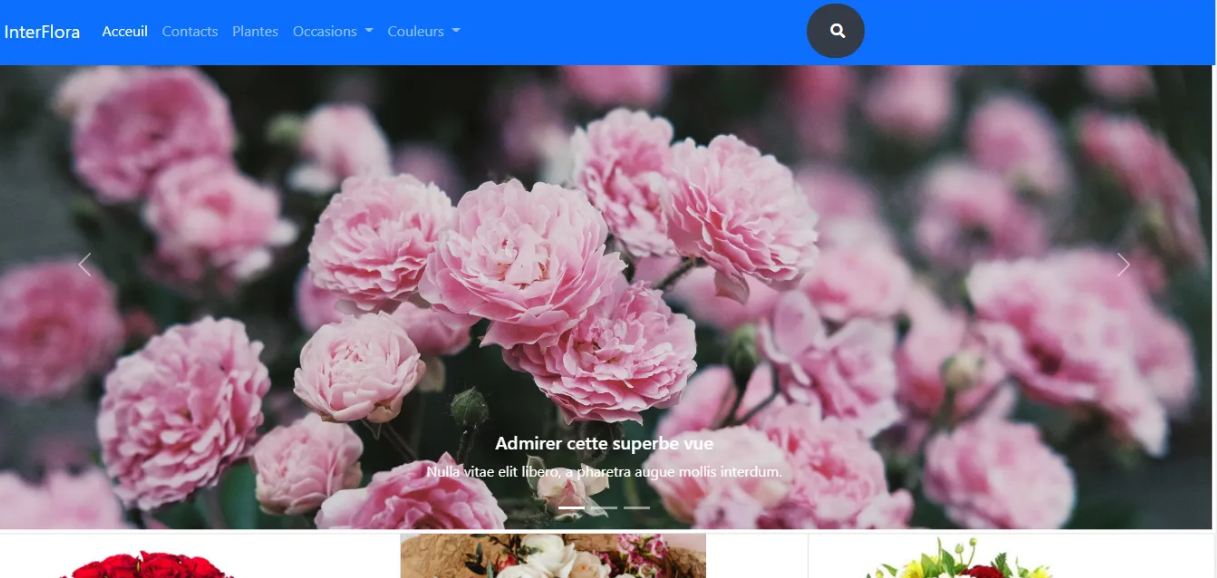 InterFlora Acceuil Contacts Plantes Occasions Couleurs
Admirer cette superbe vue
Nulla vitae elit libero, a pharetra augue mollis interdum.